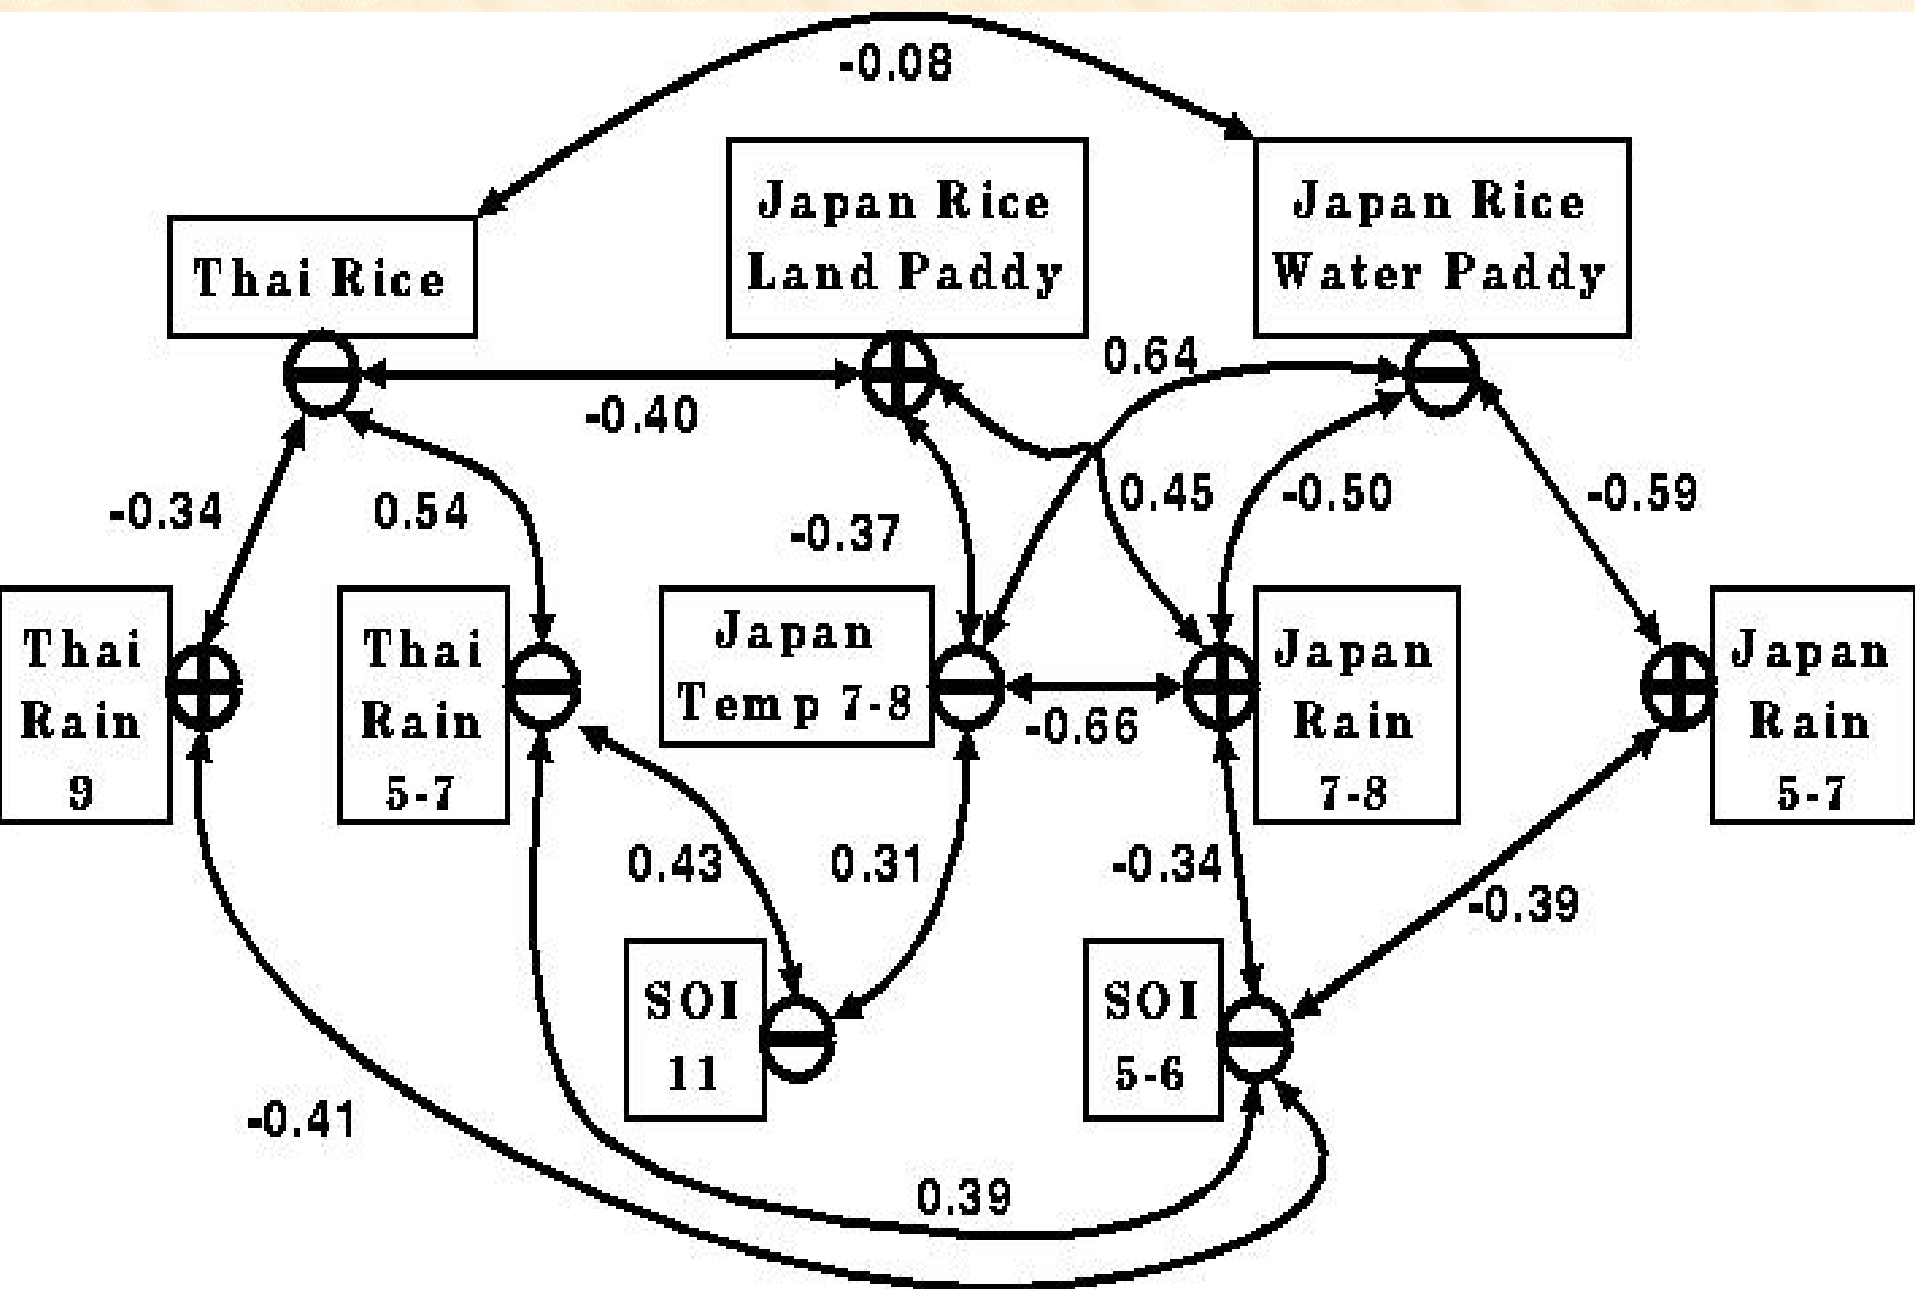 -0.08
Japan Rice
Land Paddy
Japan Rice
Water Paddy
Thai Rice
0.64
-0.40
-0.34
0.54
-0.37
0.45
-0.50
-0.59
Thai
Rain
9
Thai
Rain
5-7
Japan
Temp 7-8
-0.66
Japan
Rain
7-8
Japan
Rain
5-7
0.43
0.31
-0.34
-0.39
SOI
11
SOI
5-6
-0.41
0.39